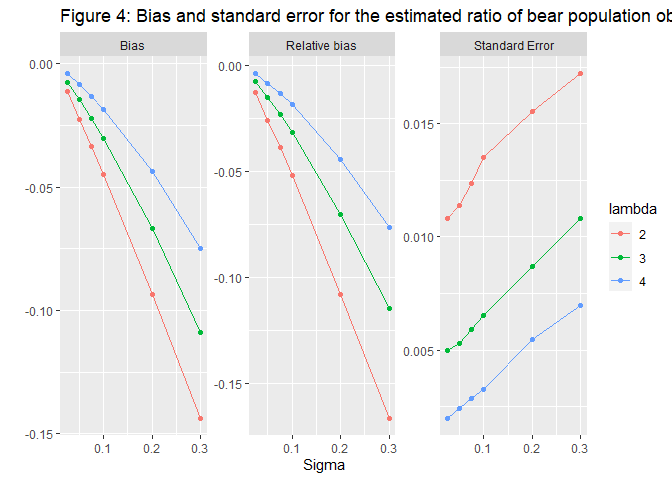 Figure 4: Bias and standard error for the estimated ratio of bear population ob
Bias
Relative bias
Standard Error
0.00
-0.05
-0.10
-0.15
0.00
-0.05
-0.10
-0.15
0.015
0.010
0.005
0.1 0.2 0.3
0.1 0.2 0.3
0.1 0.2 0.3
Sigma
lambda
2
3
4